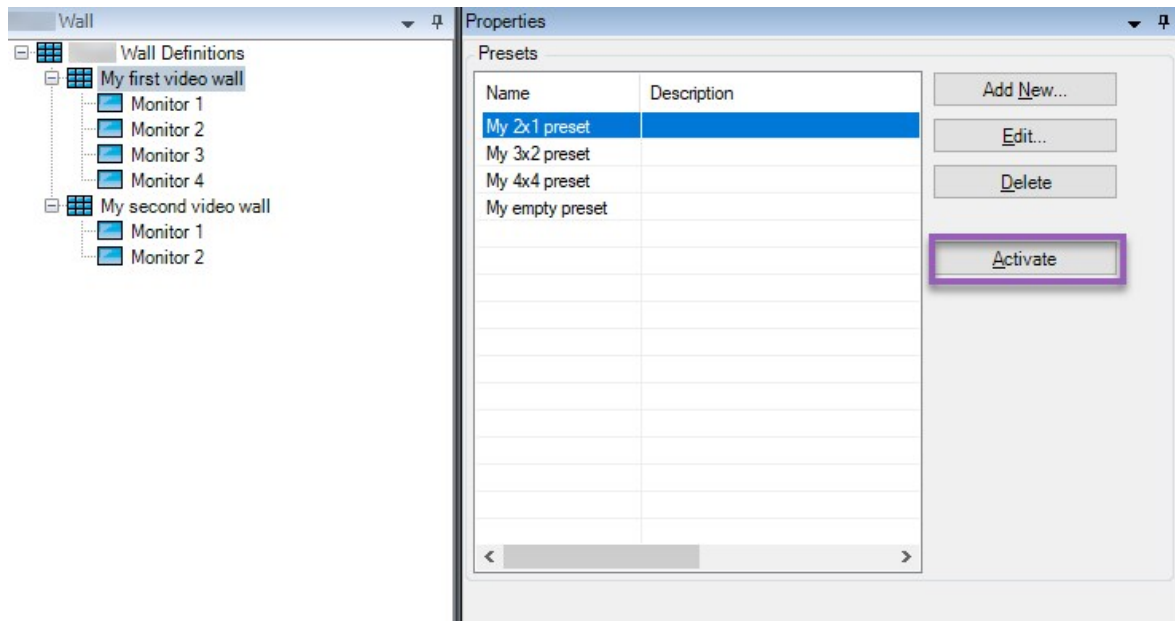 Wall
Wall Definitions
My first video wall
Monitor 1
Monitor 2
Monitor 3
Monitor 4
My second video wall
Monitor 1
Monitor 2
Properties
Presets
Name Description
My 2x1 preset
My 3x2 preset
My 4x4 preset
My empty preset
Add New...
Edit...
Delete
Activate